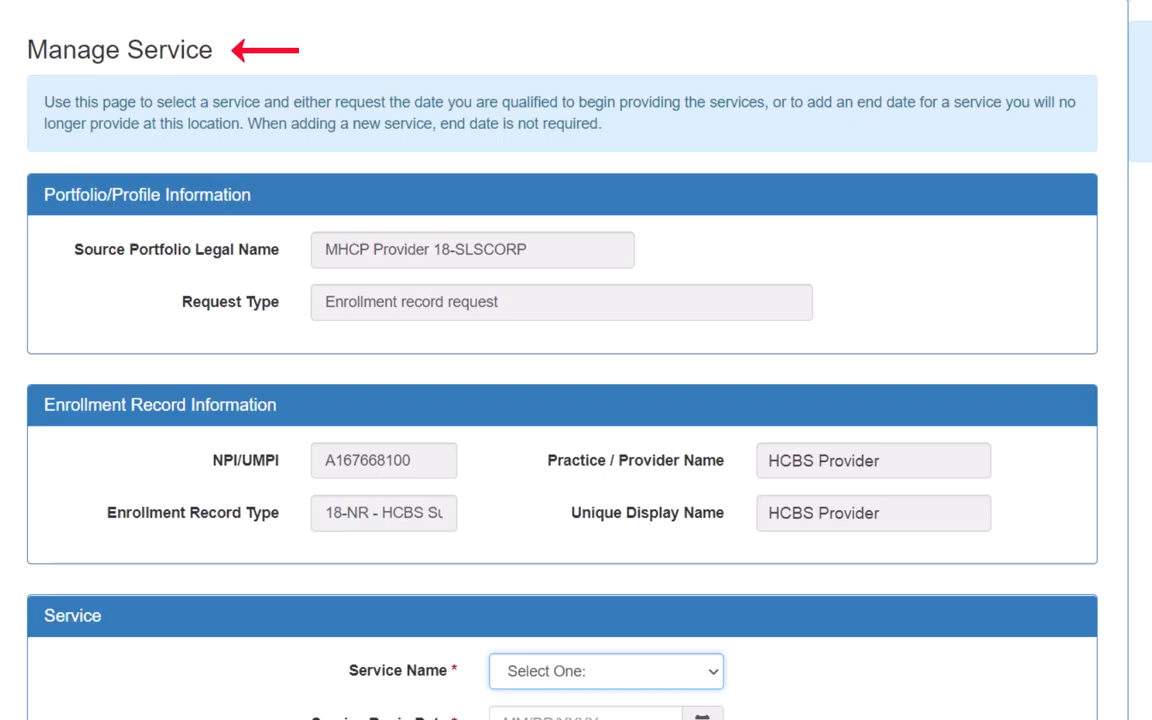 Manage Service
Use this page to select a service and either request the date you are qualified to begin providing the services, or to add an end date for a service you will no
longer provide at this location. When adding a new service, end date is not required.
Portfolio/Profile Information
Source Portfolio Legal Name MHCP Provider 18-SLSCORP
Request Type Enrollment record request
Enrollment Record Information
NPI/UMPI A167668100 Practice / Provider Name HCBS Provider
Enrollment Record Type 18-NR - HCBS Su Unique Display Name HCBS Provider
Service
Service Name * Select One: